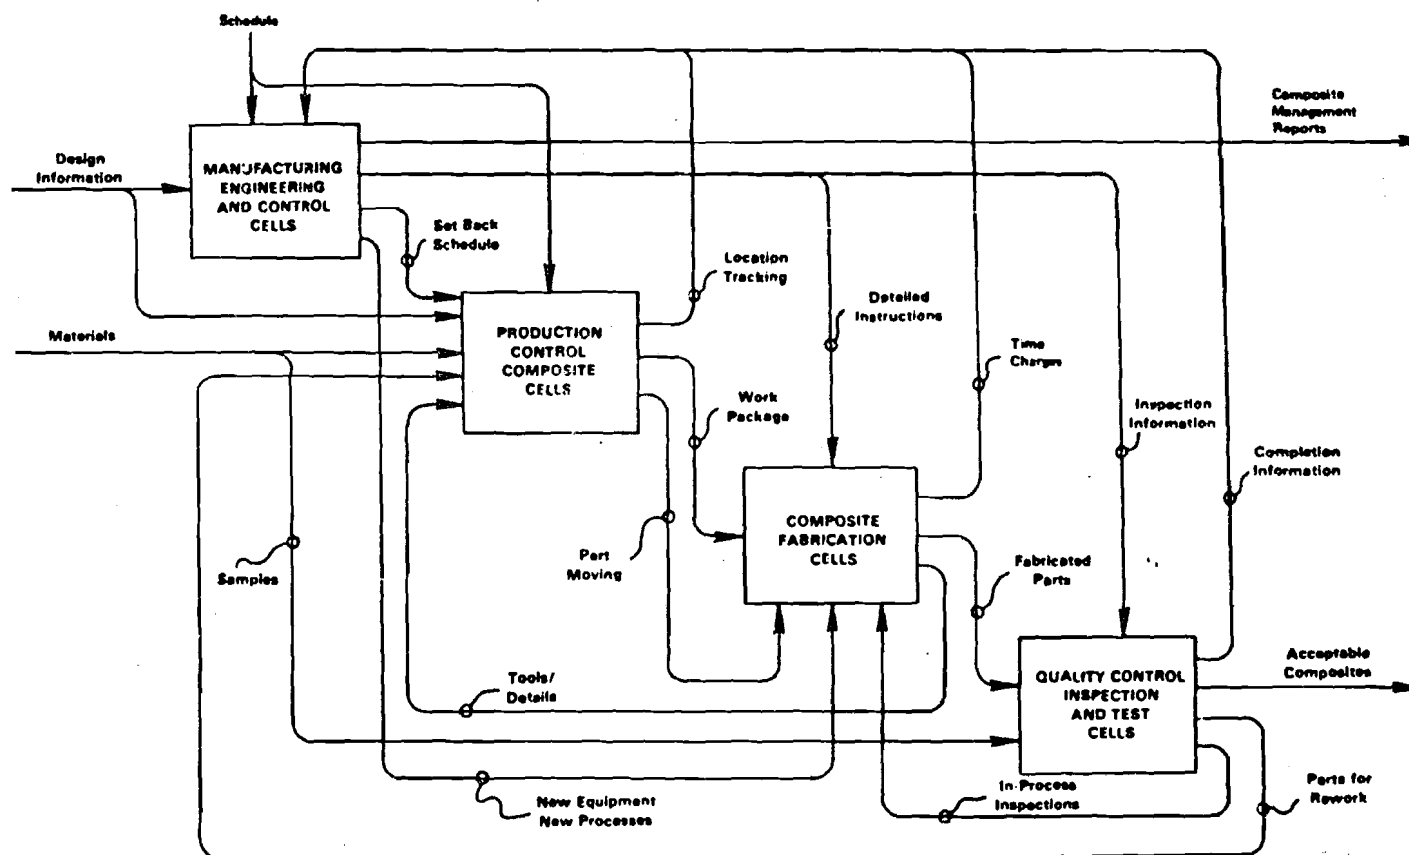 Schedule
Composite
Management
Reports
Design
Information
MANUFACTURING
ENGINEERING
AND CONTROL
CELLS
Set Back
Schedule
Location
Tracking
Detailed
Instructions
Materials
PRODUCTION
CONTROL
COMPOSITE
CELLS
Time
Charges
Work
Package
Inspection
Information
Completion
Information
COMPOSITE
FABRICATION
CELLS
Part
Moving
Samples
Fabricated
Parts
Acceptable
Composites
QUALITY CONTROL
INSPECTION
AND TEST
CELLS
Tools/
Details
In-Process
Inspections
Parts for
Rework
New Equipment
New Processes